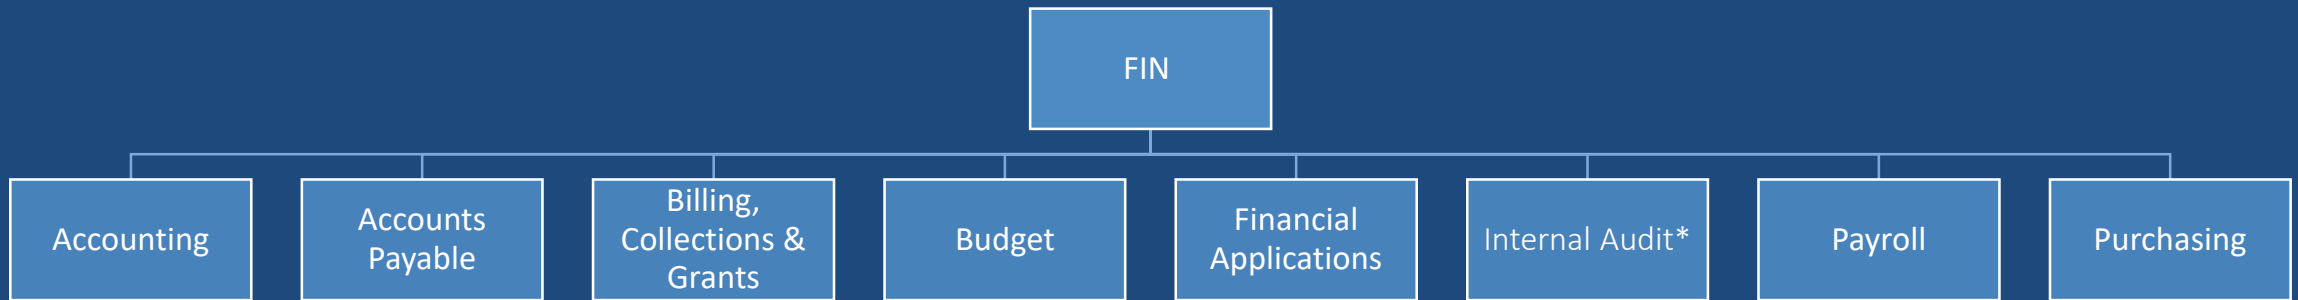 FIN
Accounting
Accounts
Payable
Billing,
Collections &
Grants
Budget
Financial
Applications
Internal Audit*
Payroll
Purchasing